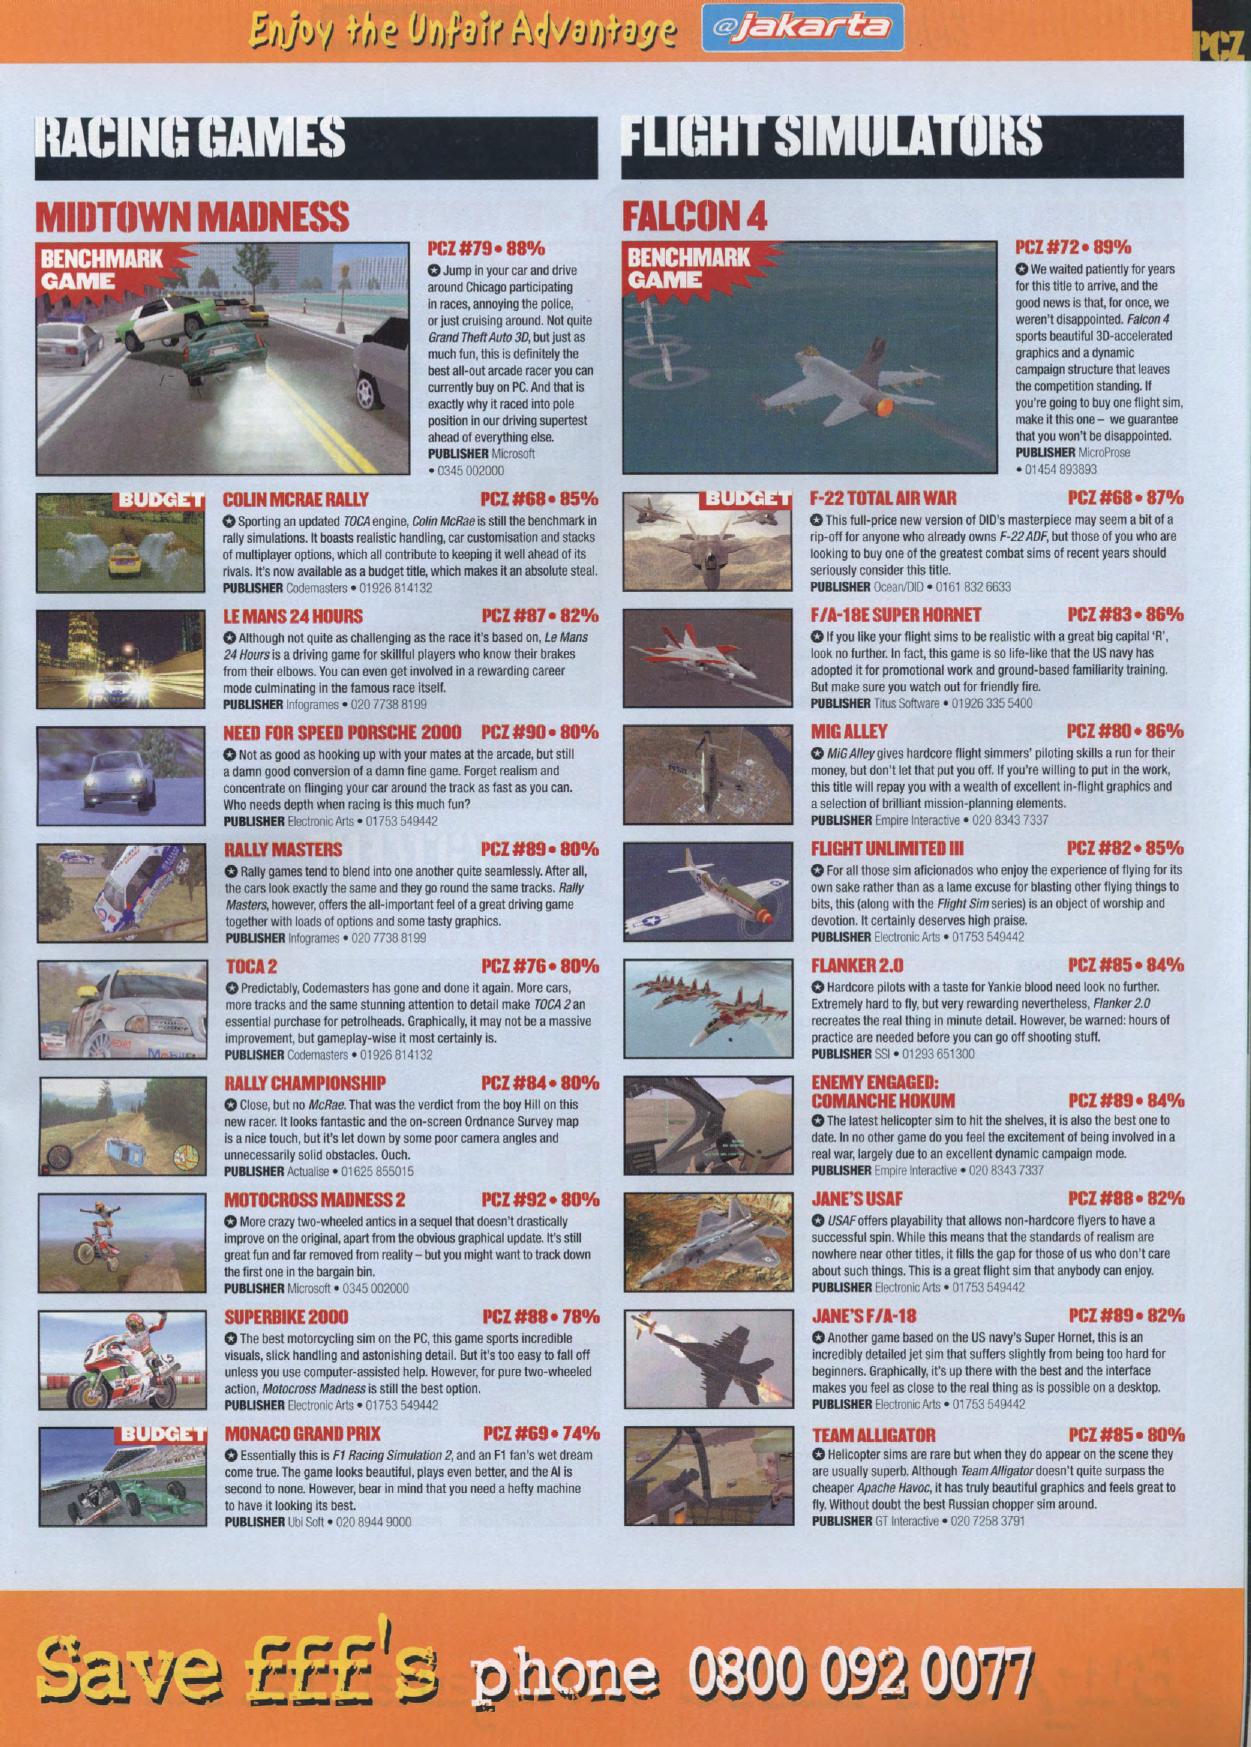 Enjoy the Unfair Advantage
@jakarta
PCZ
RACING GAMES
MIDTOWN MADNESS
BENCHMARK
GAME
PCZ #79 • 88%
Jump in your car and drive
around Chicago participating
in races, annoying the police,
or just cruising around. Not quite
Grand Theft Auto 3D, but just as
much fun, this is definitely the
best all-out arcade racer you can
currently buy on PC. And that is
exactly why it raced into pole
position in our driving supertest
ahead of everything else.
PUBLISHER Microsoft
• 0345 002000
BUDGET
COLIN MCRAE RALLY PCZ #68 • 85%
Sporting an updated TOCA engine, Colin McRae is still the benchmark in
rally simulations. It boasts realistic handling, car customisation and stacks
of multiplayer options, which all contribute to keeping it well ahead of its
rivals. It's now available as a budget title, which makes it an absolute steal.
PUBLISHER Codemasters • 01926 814132
LE MANS 24 HOURS PCZ #87 • 82%
Although not quite as challenging as the race it's based on, Le Mans
24 Hours is a driving game for skillful players who know their brakes
from their elbows. You can even get involved in a rewarding career
mode culminating in the famous race itself.
PUBLISHER Infogrames • 020 7738 8199
NEED FOR SPEED PORSCHE 2000 PCZ #90 • 80%
Not as good as hooking up with your mates at the arcade, but still
a damn good conversion of a damn fine game. Forget realism and
concentrate on flinging your car around the track as fast as you can.
Who needs depth when racing is this much fun?
PUBLISHER Electronic Arts • 01753 549442
RALLY MASTERS PCZ #89 • 80%
Rally games tend to blend into one another quite seamlessly. After all,
the cars look exactly the same and they go round the same tracks. Rally
Masters, however, offers the all-important feel of a great driving game
together with loads of options and some tasty graphics.
PUBLISHER Infogrames • 020 7738 8199
TOCA 2 PCZ #76 • 80%
Predictably, Codemasters has gone and done it again. More cars,
more tracks and the same stunning attention to detail make TOCA 2 an
essential purchase for petrolheads. Graphically, it may not be a massive
improvement, but gameplay-wise it most certainly is.
PUBLISHER Codemasters • 01926 814132
RALLY CHAMPIONSHIP PCZ #84 • 80%
Close, but no McRae. That was the verdict from the boy Hill on this
new racer. It looks fantastic and the on-screen Ordnance Survey map
is a nice touch, but it's let down by some poor camera angles and
unnecessarily solid obstacles. Ouch.
PUBLISHER Actualise • 01625 855015
MOTOCROSS MADNESS 2 PCZ #92 • 80%
More crazy two-wheeled antics in a sequel that doesn't drastically
improve on the original, apart from the obvious graphical update. It's still
great fun and far removed from reality – but you might want to track down
the first one in the bargain bin.
PUBLISHER Microsoft • 0345 002000
SUPERBIKE 2000 PCZ #88 • 78%
The best motorcycling sim on the PC, this game sports incredible
visuals, slick handling and astonishing detail. But it's too easy to fall off
unless you use computer-assisted help. However, for pure two-wheeled
action, Motocross Madness is still the best option.
PUBLISHER Electronic Arts • 01753 549442
BUDGET
MONACO GRAND PRIX PCZ #69 • 74%
Essentially this is F1 Racing Simulation 2, and an F1 fan's wet dream
come true. The game looks beautiful, plays even better, and the AI is
second to none. However, bear in mind that you need a hefty machine
to have it looking its best.
PUBLISHER Ubi Soft • 020 8944 9000
FLIGHT SIMULATORS
FALCON 4
BENCHMARK
GAME
PCZ #72 • 89%
We waited patiently for years
for this title to arrive, and the
good news is that, for once, we
weren't disappointed. Falcon 4
sports beautiful 3D-accelerated
graphics and a dynamic
campaign structure that leaves
the competition standing. If
you're going to buy one flight sim,
make it this one – we guarantee
that you won't be disappointed.
PUBLISHER MicroProse
• 01454 893893
BUDGET
F-22 TOTAL AIR WAR PCZ #68 • 87%
This full-price new version of DID's masterpiece may seem a bit of a
rip-off for anyone who already owns F-22 ADF, but those of you who are
looking to buy one of the greatest combat sims of recent years should
seriously consider this title.
PUBLISHER Ocean/DID • 0161 832 6633
F/A-18E SUPER HORNET PCZ #83 • 86%
If you like your flight sims to be realistic with a great big capital 'R',
look no further. In fact, this game is so life-like that the US navy has
adopted it for promotional work and ground-based familiarity training.
But make sure you watch out for friendly fire.
PUBLISHER Titus Software • 01926 335 5400
MIG ALLEY PCZ #80 • 86%
MiG Alley gives hardcore flight simmers' piloting skills a run for their
money, but don't let that put you off. If you're willing to put in the work,
this title will repay you with a wealth of excellent in-flight graphics and
a selection of brilliant mission-planning elements.
PUBLISHER Empire Interactive • 020 8343 7337
FLIGHT UNLIMITED III PCZ #82 • 85%
For all those sim aficionados who enjoy the experience of flying for its
own sake rather than as a lame excuse for blasting other flying things to
bits, this (along with the Flight Sim series) is an object of worship and
devotion. It certainly deserves high praise.
PUBLISHER Electronic Arts • 01753 549442
FLANKER 2.0 PCZ #85 • 84%
Hardcore pilots with a taste for Yankie blood need look no further.
Extremely hard to fly, but very rewarding nevertheless, Flanker 2.0
recreates the real thing in minute detail. However, be warned: hours of
practice are needed before you can go off shooting stuff.
PUBLISHER SSI • 01293 651300
ENEMY ENGAGED:
COMANCHE HOKUM PCZ #89 • 84%
The latest helicopter sim to hit the shelves, it is also the best one to
date. In no other game do you feel the excitement of being involved in a
real war, largely due to an excellent dynamic campaign mode.
PUBLISHER Empire Interactive • 020 8343 7337
JANE'S USAF PCZ #88 • 82%
USAF offers playability that allows non-hardcore flyers to have a
successful spin. While this means that the standards of realism are
nowhere near other titles, it fills the gap for those of us who don't care
about such things. This is a great flight sim that anybody can enjoy.
PUBLISHER Electronic Arts • 01753 549442
JANE'S F/A-18 PCZ #89 • 82%
Another game based on the US navy's Super Hornet, this is an
incredibly detailed jet sim that suffers slightly from being too hard for
beginners. Graphically, it's up there with the best and the interface
makes you feel as close to the real thing as is possible on a desktop.
PUBLISHER Electronic Arts • 01753 549442
TEAM ALLIGATOR PCZ #85 • 80%
Helicopter sims are rare but when they do appear on the scene they
are usually superb. Although Team Alligator doesn't quite surpass the
cheaper Apache Havoc, it has truly beautiful graphics and feels great to
fly. Without doubt the best Russian chopper sim around.
PUBLISHER GT Interactive • 020 7258 3791
Save £££'s phone 0800 092 0077